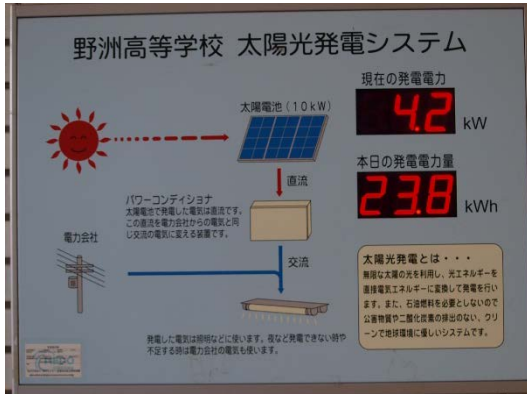 野洲高等学校 太陽光発電システム
現在の発電電力
4.2 kW
太陽電池(10kW)
直流
本日の発電電力量
23.8 kWh
パワーコンディショナ
太陽電池で発電した電気は直流です。
この直流を電力会社からの電気と同
じ交流の電気に変える装置です。
電力会社
交流
太陽光発電とは・・・
無限な太陽の光を利用し、光エネルギーを
直接電気エネルギーに変換して発電を行い
ます。また、石油燃料を必要としないので
公害物質や二酸化炭素の排出のない、クリ
ーンで地球環境に優しいシステムです。
発電した電気は照明などに使います。夜など発電できない時や
不足する時は電力会社の電気も使います。